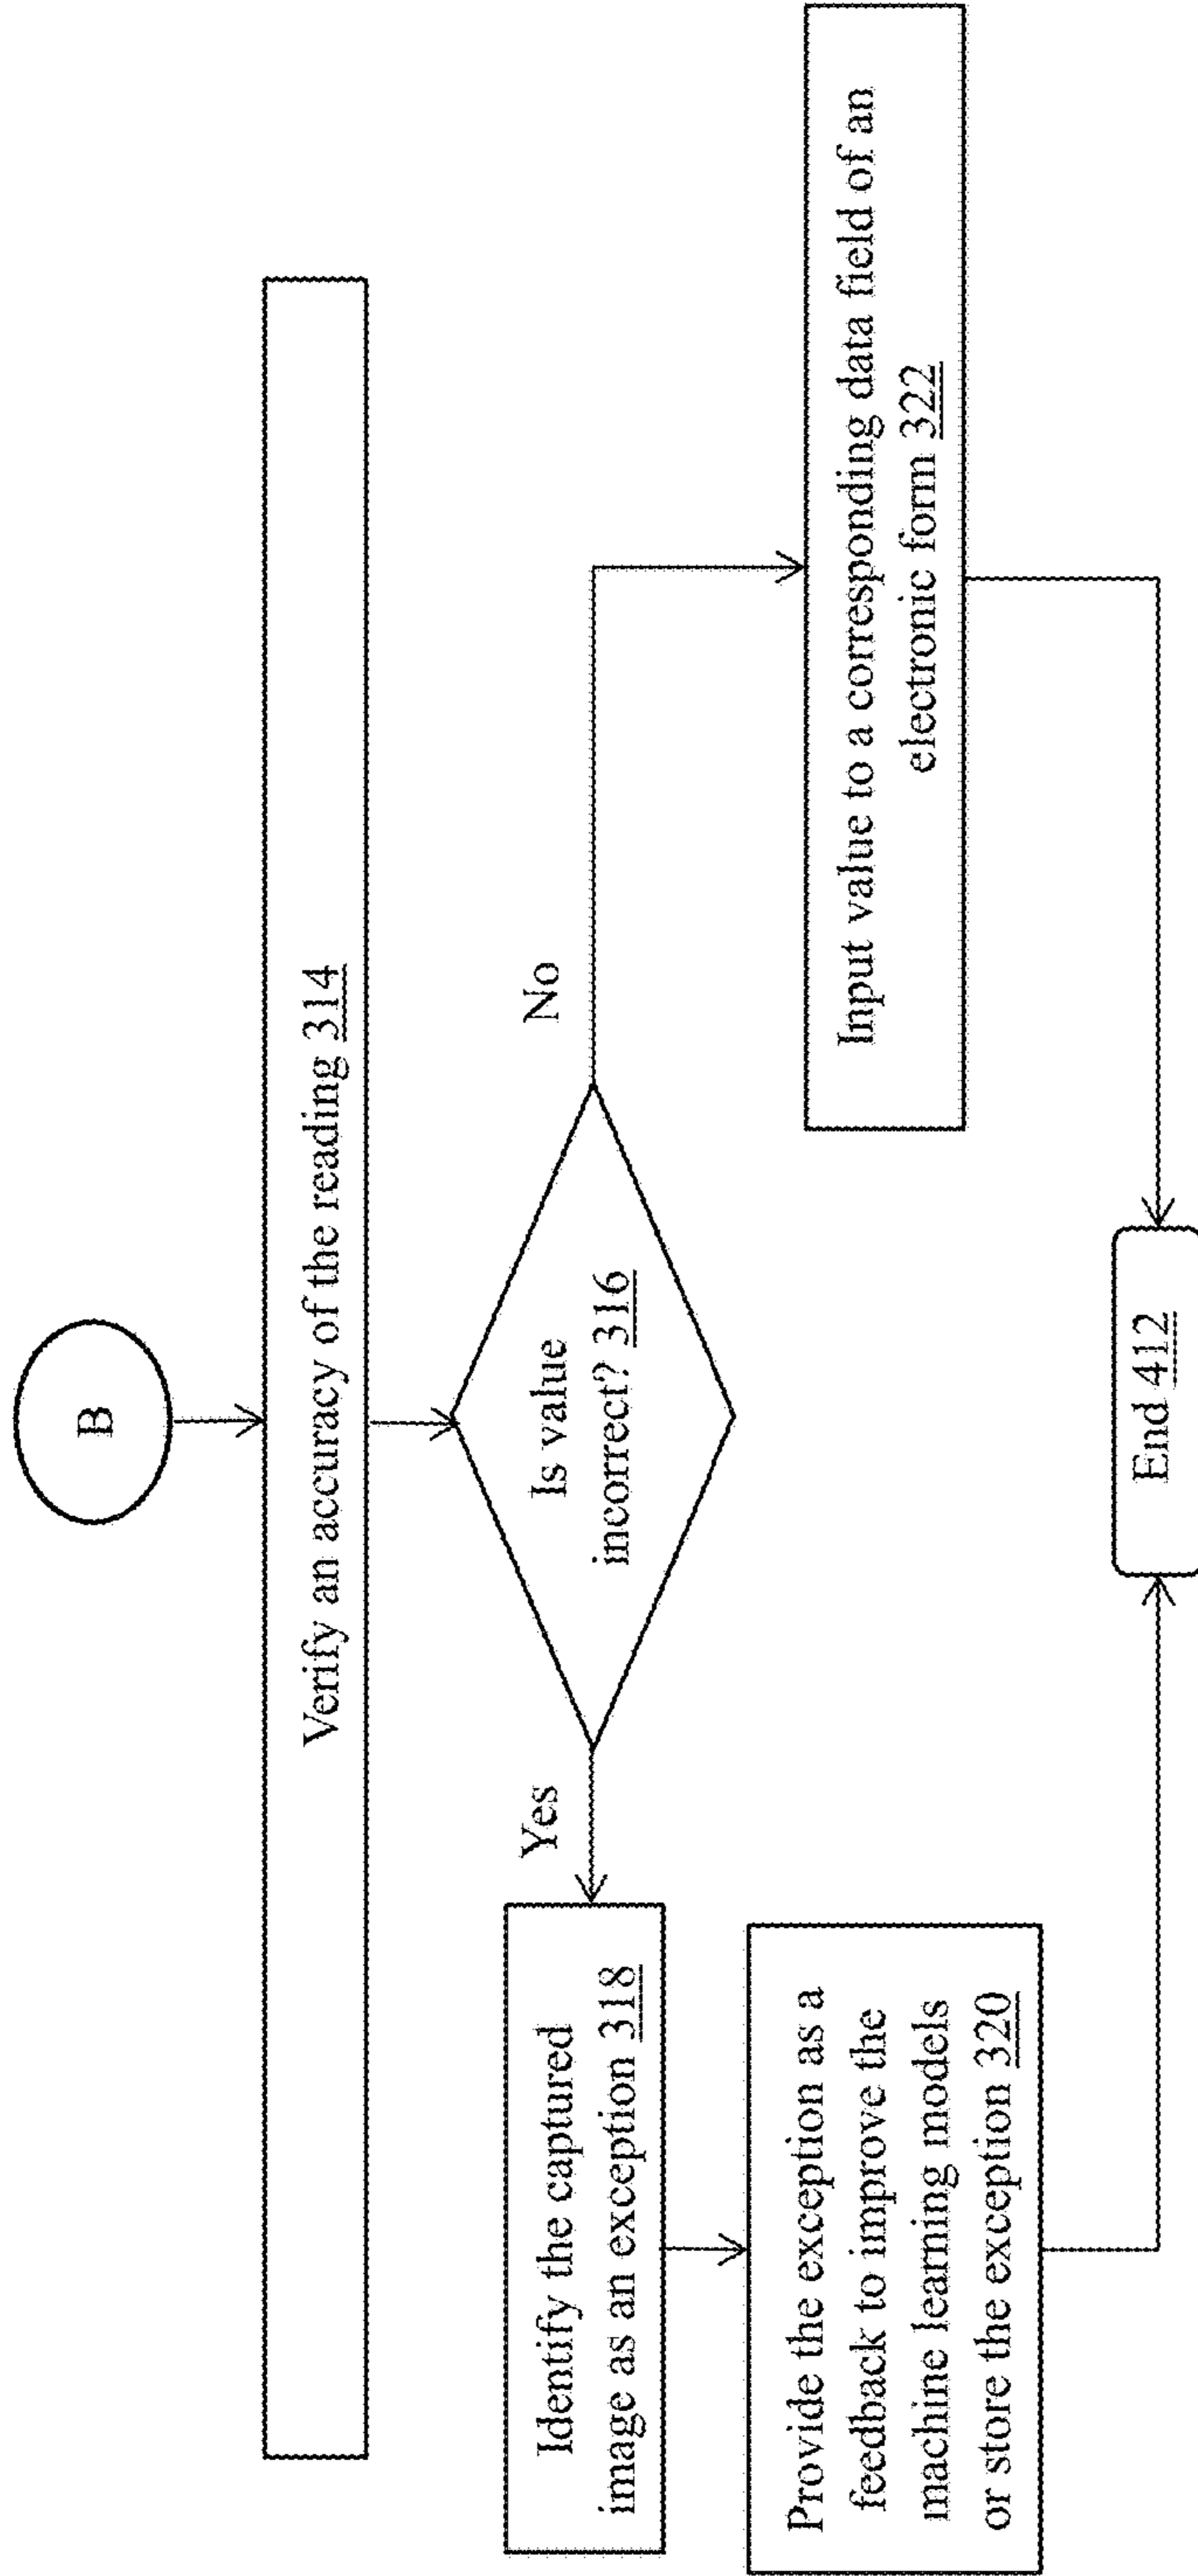 B
Verify an accuracy of the reading 314
Is value
incorrect? 316
Yes
No
Identify the captured
image as an exception 318
Provide the exception as a
feedback to improve the
machine learning models
or store the exception 320
Input value to a corresponding data field of an
electronic form 322
End 412